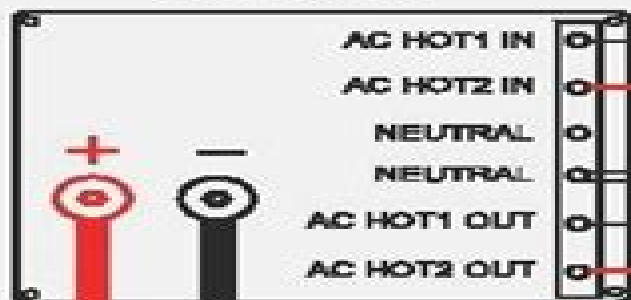 AC HOT1 IN
AC HOT2 IN
NEUTRAL
NEUTRAL
AC HOT1 OUT
AC HOT2 OUT
+ −